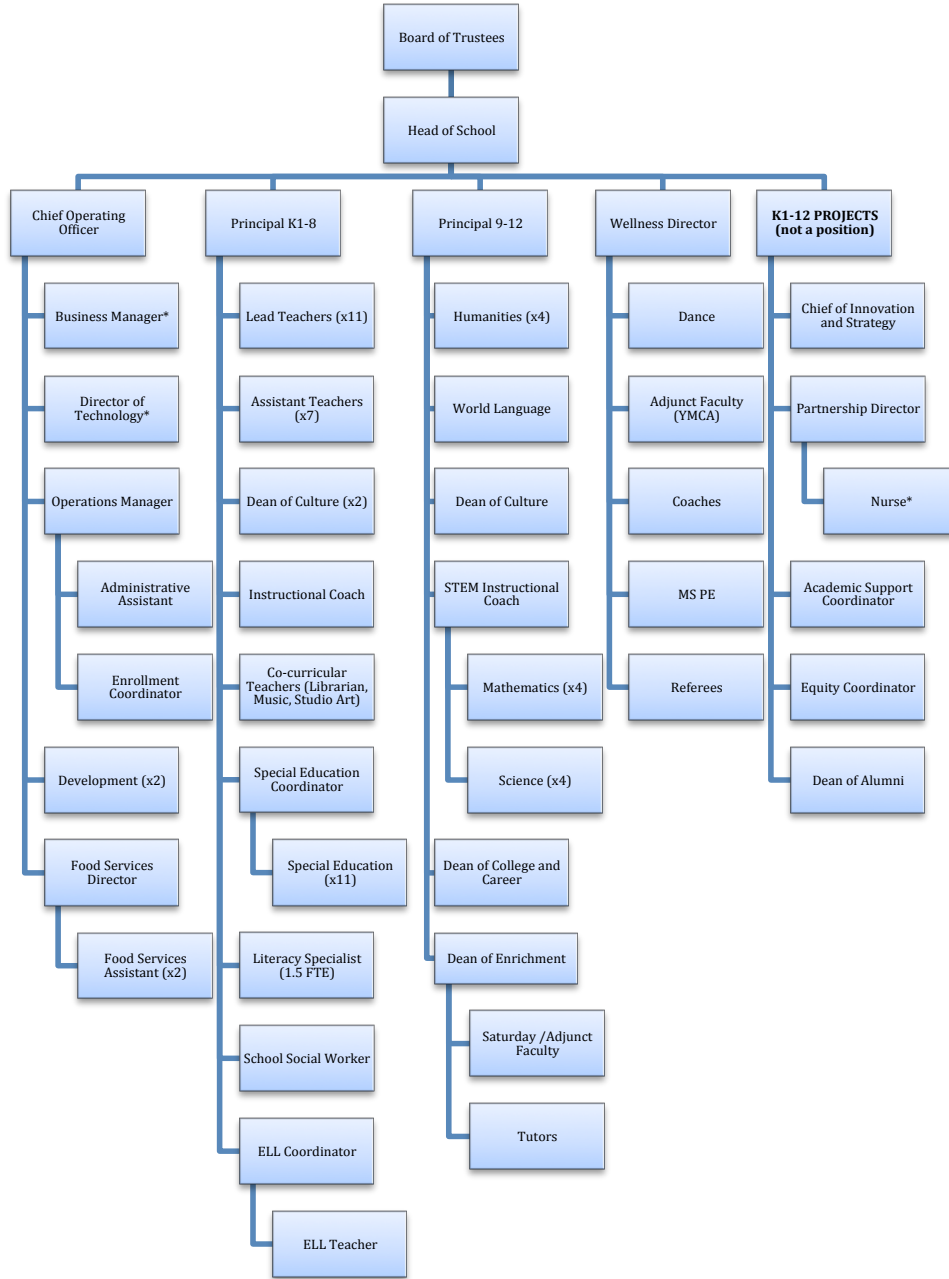 Board of Trustees
Head of School
Chief Operating
Officer
Business Manager*
Director of
Technology*
Operations Manager
Administrative
Assistant
Enrollment
Coordinator
Development (x2)
Food Services
Director
Food Services
Assistant (x2)
Principal K1-8
Lead Teachers (x11)
Assistant Teachers
(x7)
Dean of Culture (x2)
Instructional Coach
Co-curricular
Teachers (Librarian,
Music, Studio Art)
Special Education
Coordinator
Special Education
(x11)
Literacy Specialist
(1.5 FTE)
School Social Worker
ELL Coordinator
ELL Teacher
Principal 9-12
Humanities (x4)
World Language
Dean of Culture
STEM Instructional
Coach
Mathematics (x4)
Science (x4)
Dean of College and
Career
Dean of Enrichment
Saturday /Adjunct
Faculty
Tutors
Wellness Director
Dance
Adjunct Faculty
(YMCA)
Coaches
MS PE
Referees
K1-12 PROJECTS
(not a position)
Chief of Innovation
and Strategy
Partnership Director
Nurse*
Academic Support
Coordinator
Equity Coordinator
Dean of Alumni